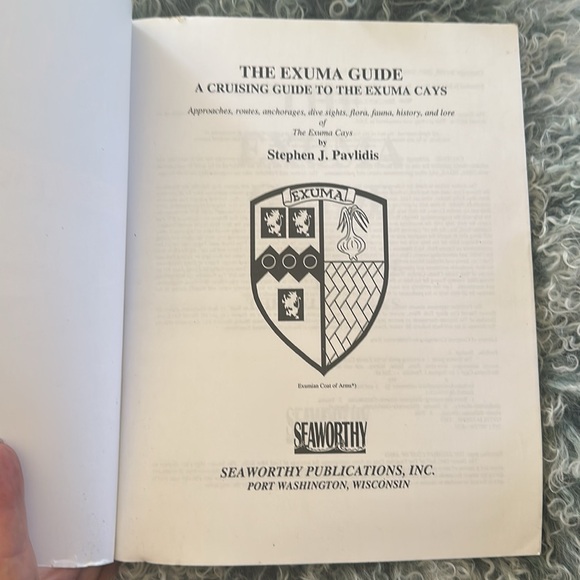 THE EXUMA GUIDE
A CRUISING GUIDE TO THE EXUMA CAYS
Approaches, routes, anchorages, dive sights, flora, fauna, history, and lore
of
The Exuma Cays
by
Stephen J. Pavlidis
EXUMA
Exumian Coat of Arms*)
SEAWORTHY
SEAWORTHY PUBLICATIONS, INC.
PORT WASHINGTON, WISCONSIN